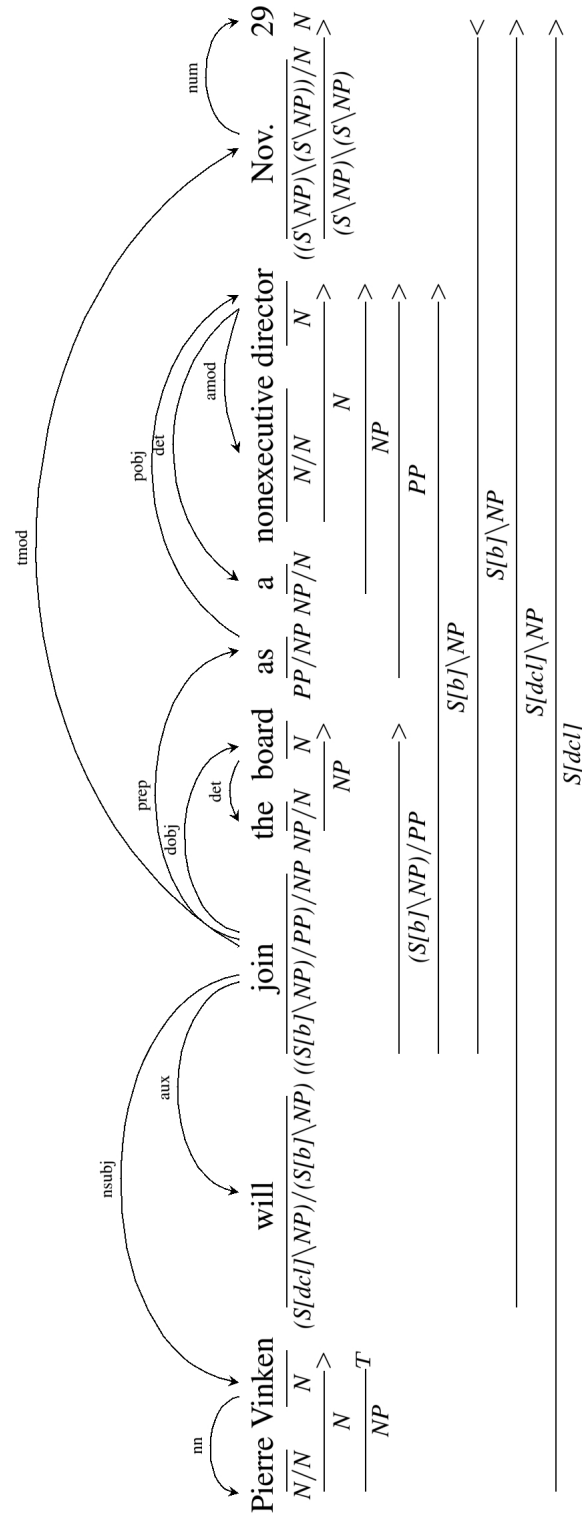 tmod
nsubj
prep
pobj
aux
dobj
det
num
nn
det
amod
Pierre Vinken will join the board as a nonexecutive director Nov. 29
N/N N (S[dcl]\NP)/(S[b]\NP) ((S[b]\NP)/PP)/NP NP/N N PP/NP NP/N N/N N ((S\NP)\(S\NP))/N N
> > > >
N NP N (S\NP)\(S\NP)
T >
NP NP
> >
(S[b]\NP)/PP PP
>
S[b]\NP
<
S[b]\NP
>
S[dcl]\NP
>
S[dcl]